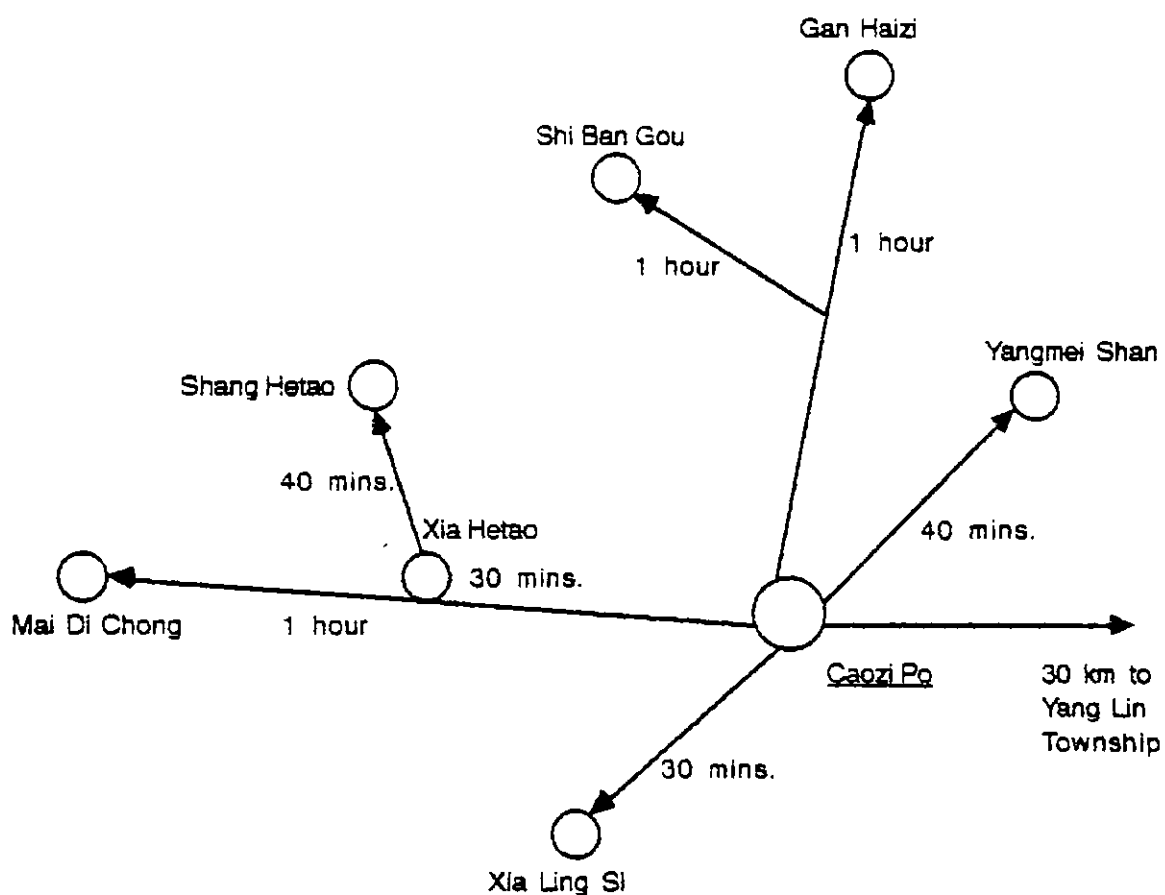 Gan Haizi
Shi Ban Gou
1 hour
1 hour
Yangmei Shan
Shang Hetao
40 mins.
Xia Hetao
40 mins.
30 mins.
Mai Di Chong
1 hour
Caozi Po
30 km to
Yang Lin
Township
30 mins.
Xia Ling Si